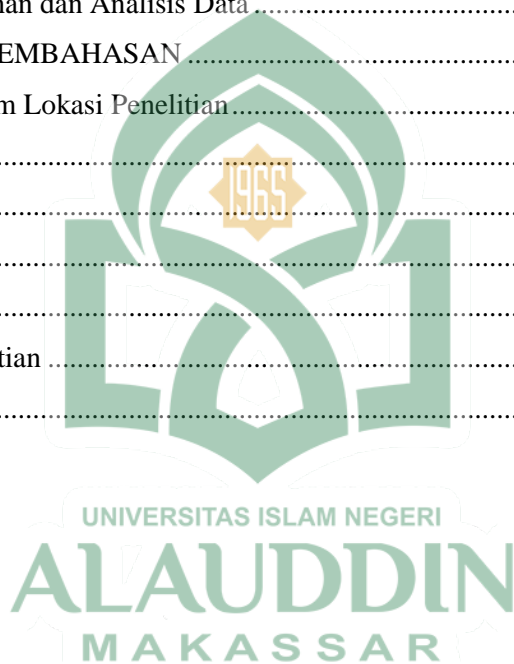 nan dan Analisis Data ........................................
EMBAHASAN ........................................
m Lokasi Penelitian ........................................
........................................
1965
........................................
........................................
........................................
tian ........................................
........................................
UNIVERSITAS ISLAM NEGERI
ALAUDDIN
MAKASSAR